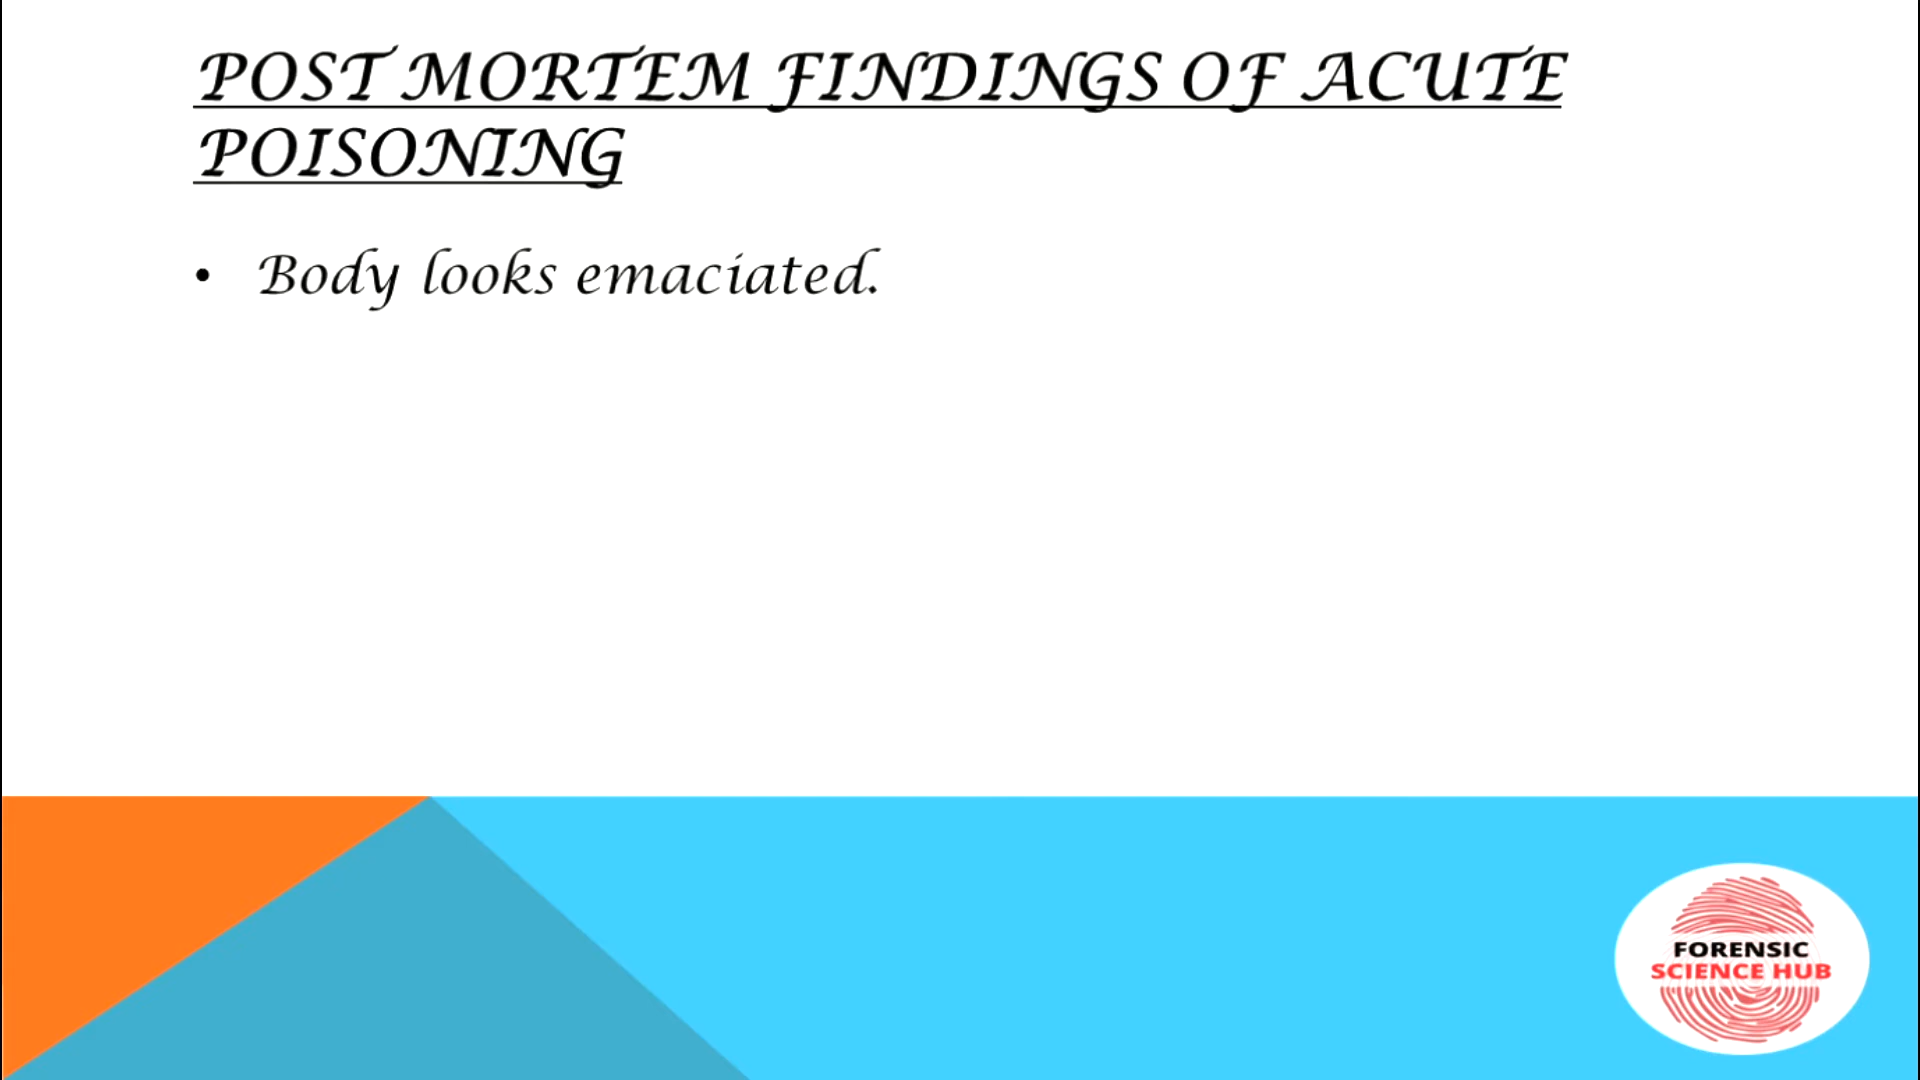 POST MORTEM FINDINGS OF ACUTE
POISONING
• Body looks emaciated.
FORENSIC
SCIENCE HUB